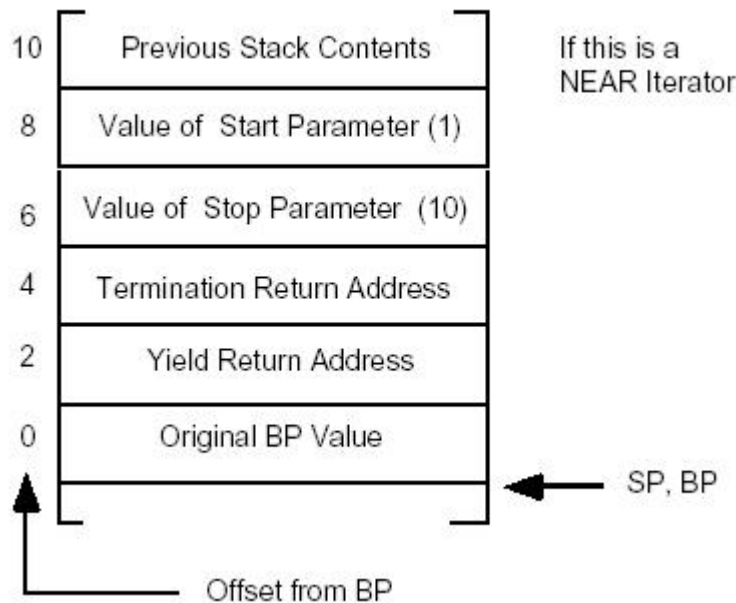 10 Previous Stack Contents
If this is a
NEAR Iterator
8 Value of Start Parameter (1)
6 Value of Stop Parameter (10)
4 Termination Return Address
2 Yield Return Address
0 Original BP Value
SP, BP
Offset from BP